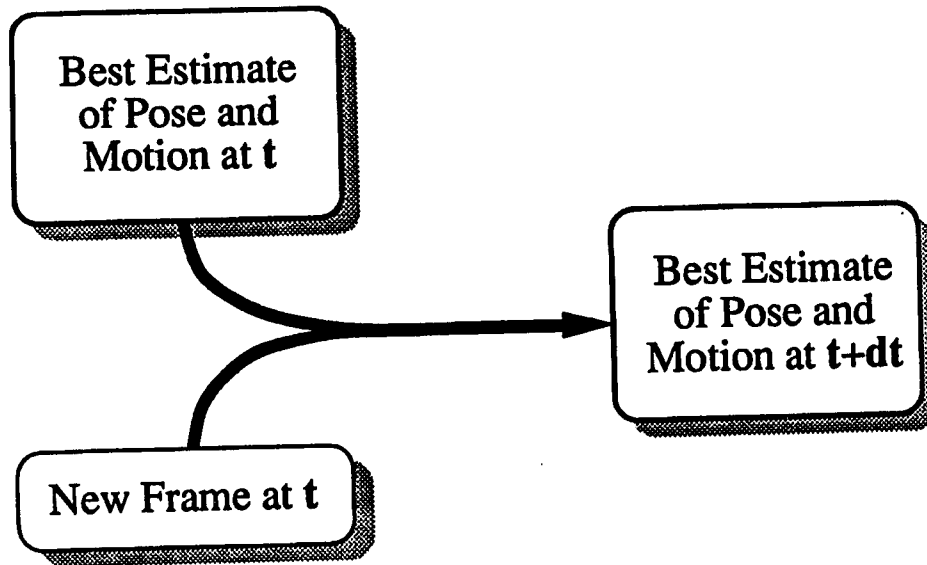 Best Estimate
of Pose and
Motion at t
New Frame at t
Best Estimate
of Pose and
Motion at t+dt